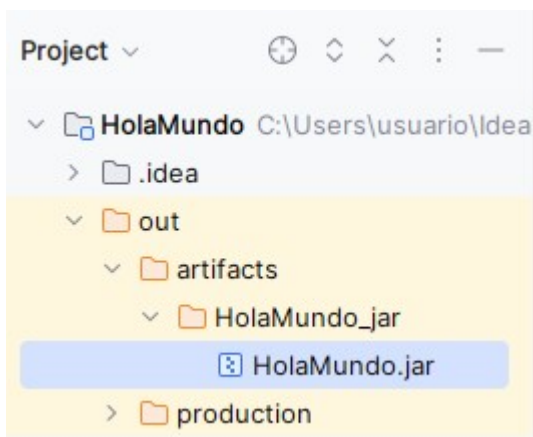 Project
HolaMundo C:\Users\usuario\Idea
.idea
out
artifacts
HolaMundo_jar
HolaMundo.jar
production